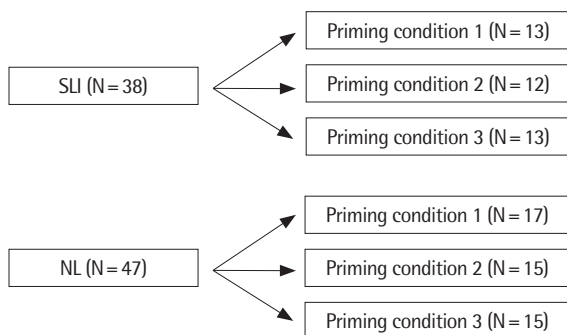 Priming condition 1 (N = 13)
SLI (N = 38)
Priming condition 2 (N = 12)
Priming condition 3 (N = 13)
Priming condition 1 (N = 17)
NL (N = 47)
Priming condition 2 (N = 15)
Priming condition 3 (N = 15)